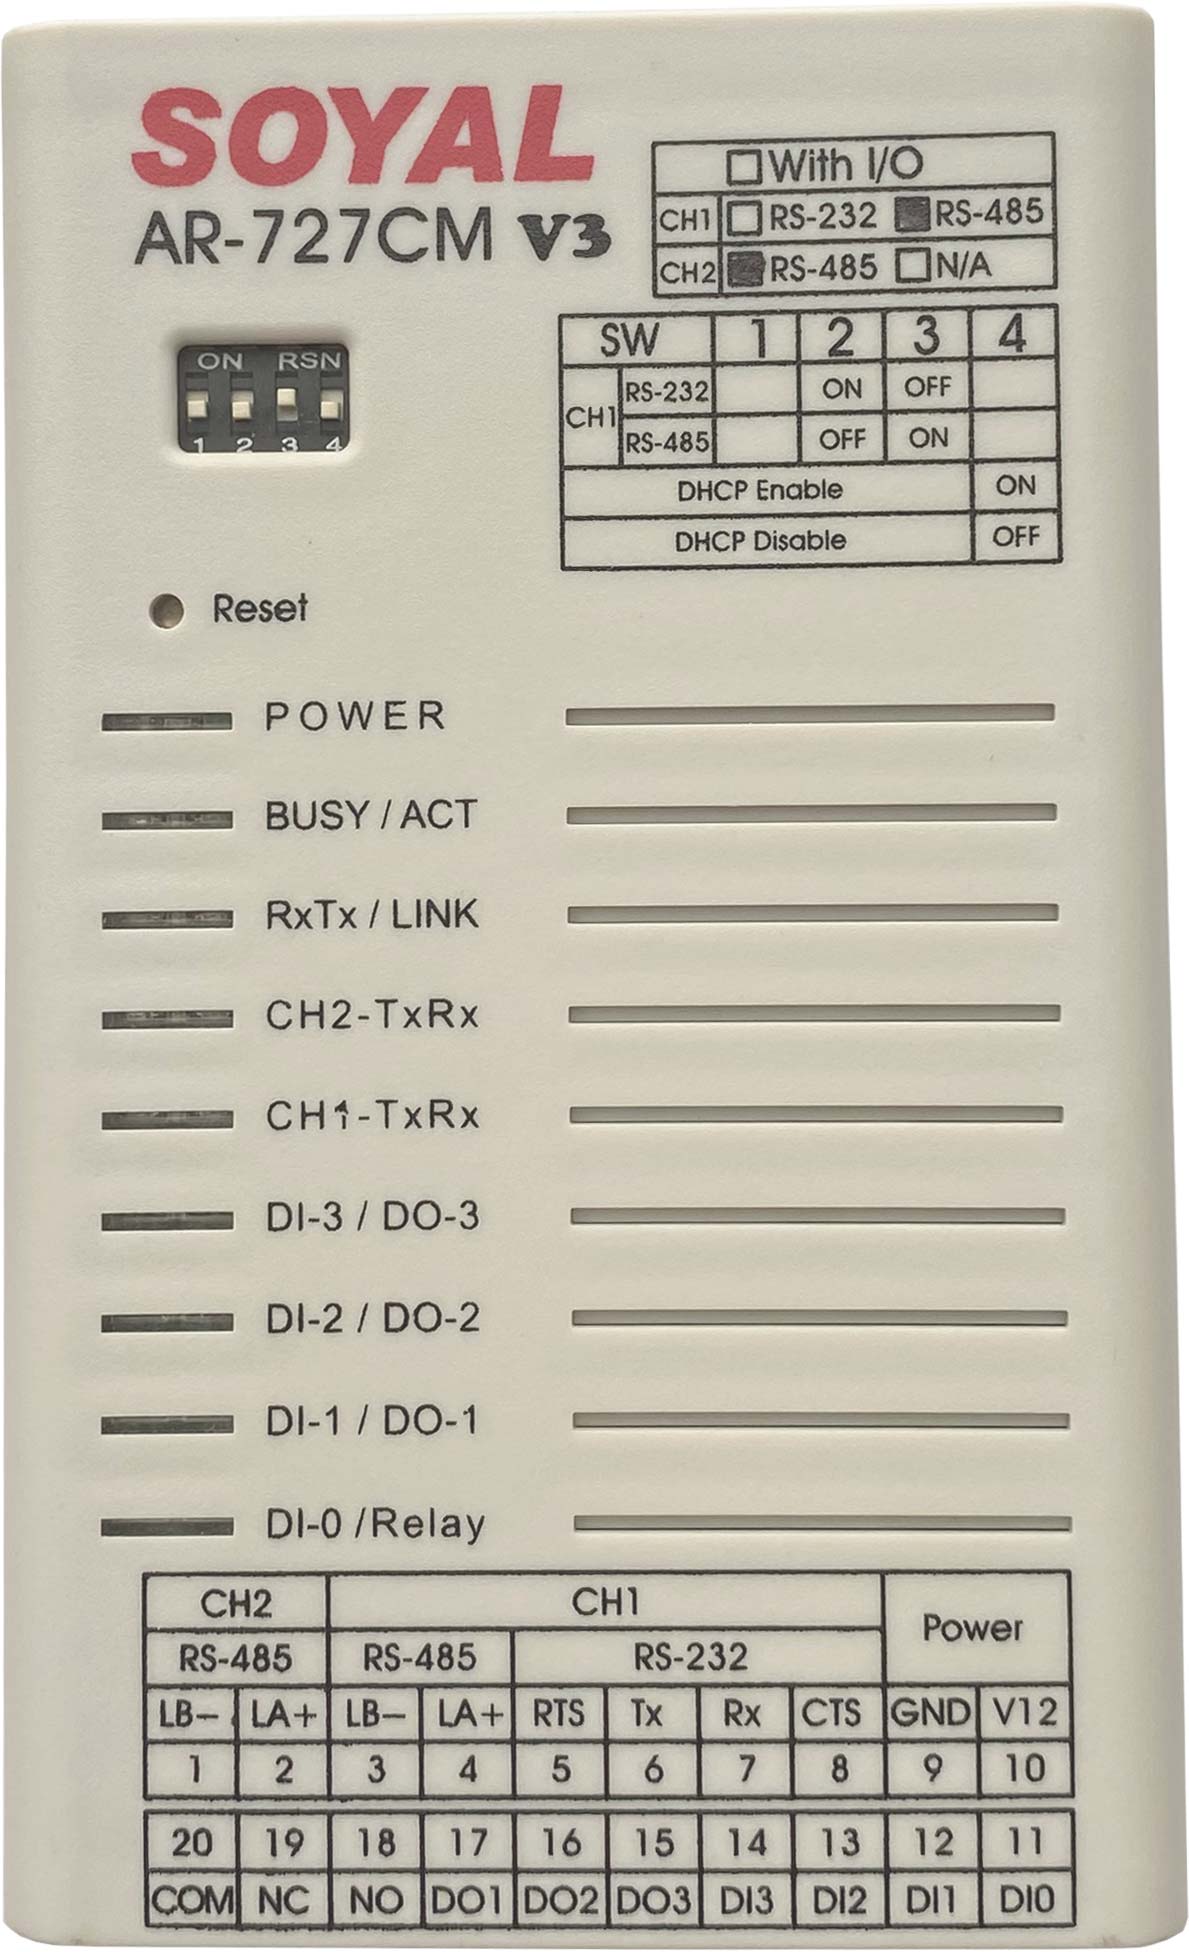 SOYAL
AR-727CM V3
With I/O
CH1 RS-232 RS-485
CH2 RS-485 N/A
ON RSN
1 2 3 4
SW 1 2 3 4
CH1
RS-232 ON OFF
RS-485 OFF ON
DHCP Enable ON
DHCP Disable OFF
Reset
POWER
BUSY / ACT
RxTx / LINK
CH2-TxRx
CH1-TxRx
DI-3 / DO-3
DI-2 / DO-2
DI-1 / DO-1
DI-0 /Relay
CH2 CH1 Power
RS-485 RS-485 RS-232
LB- LA+ LB- LA+ RTS Tx Rx CTS GND V12
1 2 3 4 5 6 7 8 9 10
20 19 18 17 16 15 14 13 12 11
COM NC NO DO1 DO2 DO3 DI3 DI2 DI1 DI0